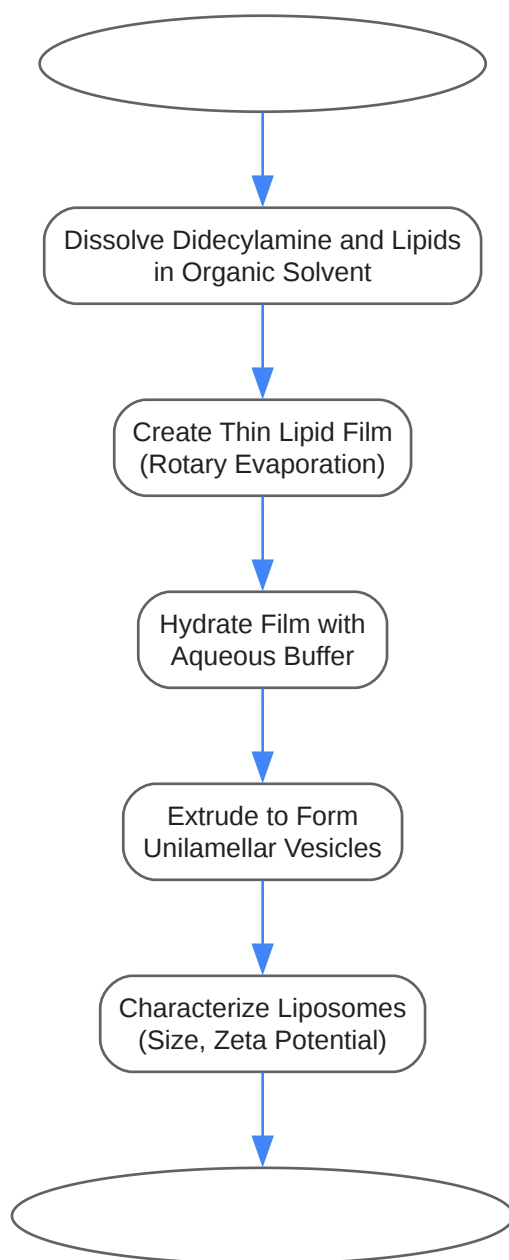 Dissolve Didecylamine and Lipids
in Organic Solvent
Create Thin Lipid Film
(Rotary Evaporation)
Hydrate Film with
Aqueous Buffer
Extrude to Form
Unilamellar Vesicles
Characterize Liposomes
(Size, Zeta Potential)